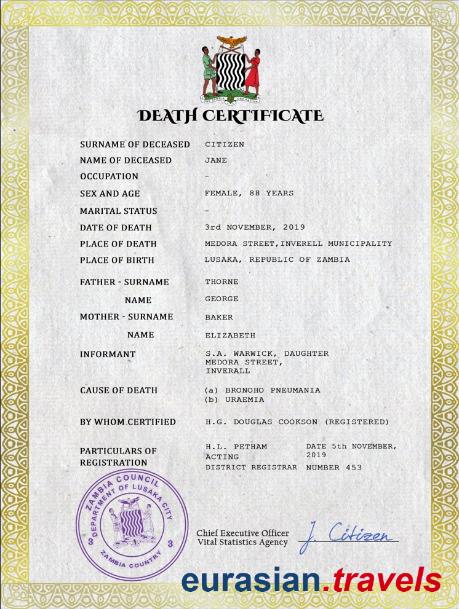 DEATH CERTIFICATE
SURNAME OF DECEASED CITIZEN
NAME OF DECEASED JANE
OCCUPATION -
SEX AND AGE FEMALE, 88 YEARS
MARITAL STATUS -
DATE OF DEATH 3rd NOVEMBER, 2019
PLACE OF DEATH MEDORA STREET,INVERELL MUNICIPALITY
PLACE OF BIRTH LUSAKA, REPUBLIC OF ZAMBIA
FATHER - SURNAME THORNE
NAME GEORGE
MOTHER - SURNAME BAKER
NAME ELIZABETH
INFORMANT S.A. WARWICK, DAUGHTER
MEDORA STREET,
INVERALL
CAUSE OF DEATH (a) BRONOHO PNEUMANIA
(b) URAEMIA
BY WHOM CERTIFIED H.G. DOUGLAS COOKSON (REGISTERED)
PARTICULARS OF H.L. PETHAM DATE 5th NOVEMBER,
REGISTRATION ACTING 2019
DISTRICT REGISTRAR NUMBER 453
ZAMBIA COUNCIL
DEPARTMENT OF LUSAKA CITY
3 3
ZAMBIA COUNTRY
Chief Executive Officer
Vital Statistics Agency
J. Citizen
eurasian.travels